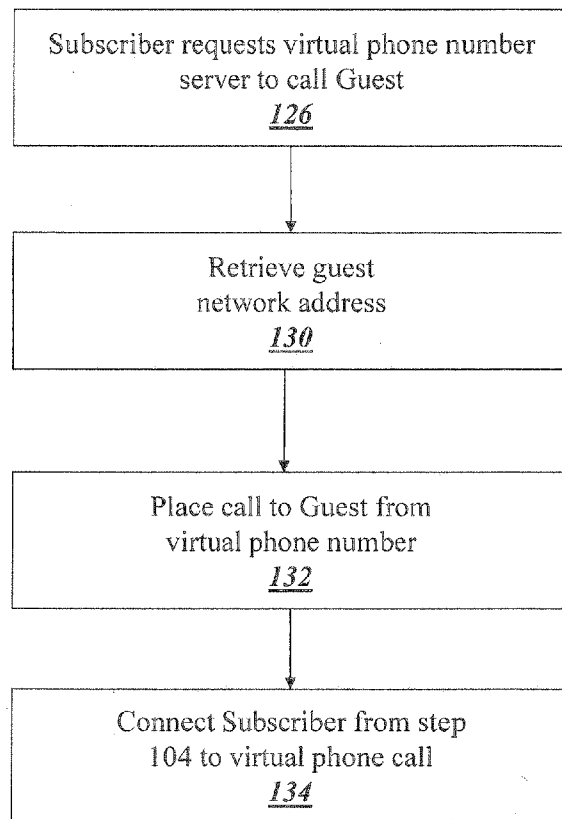 Subscriber requests virtual phone number
server to call Guest
126
Retrieve guest
network address
130
Place call to Guest from
virtual phone number
132
Connect Subscriber from step
104 to virtual phone call
134